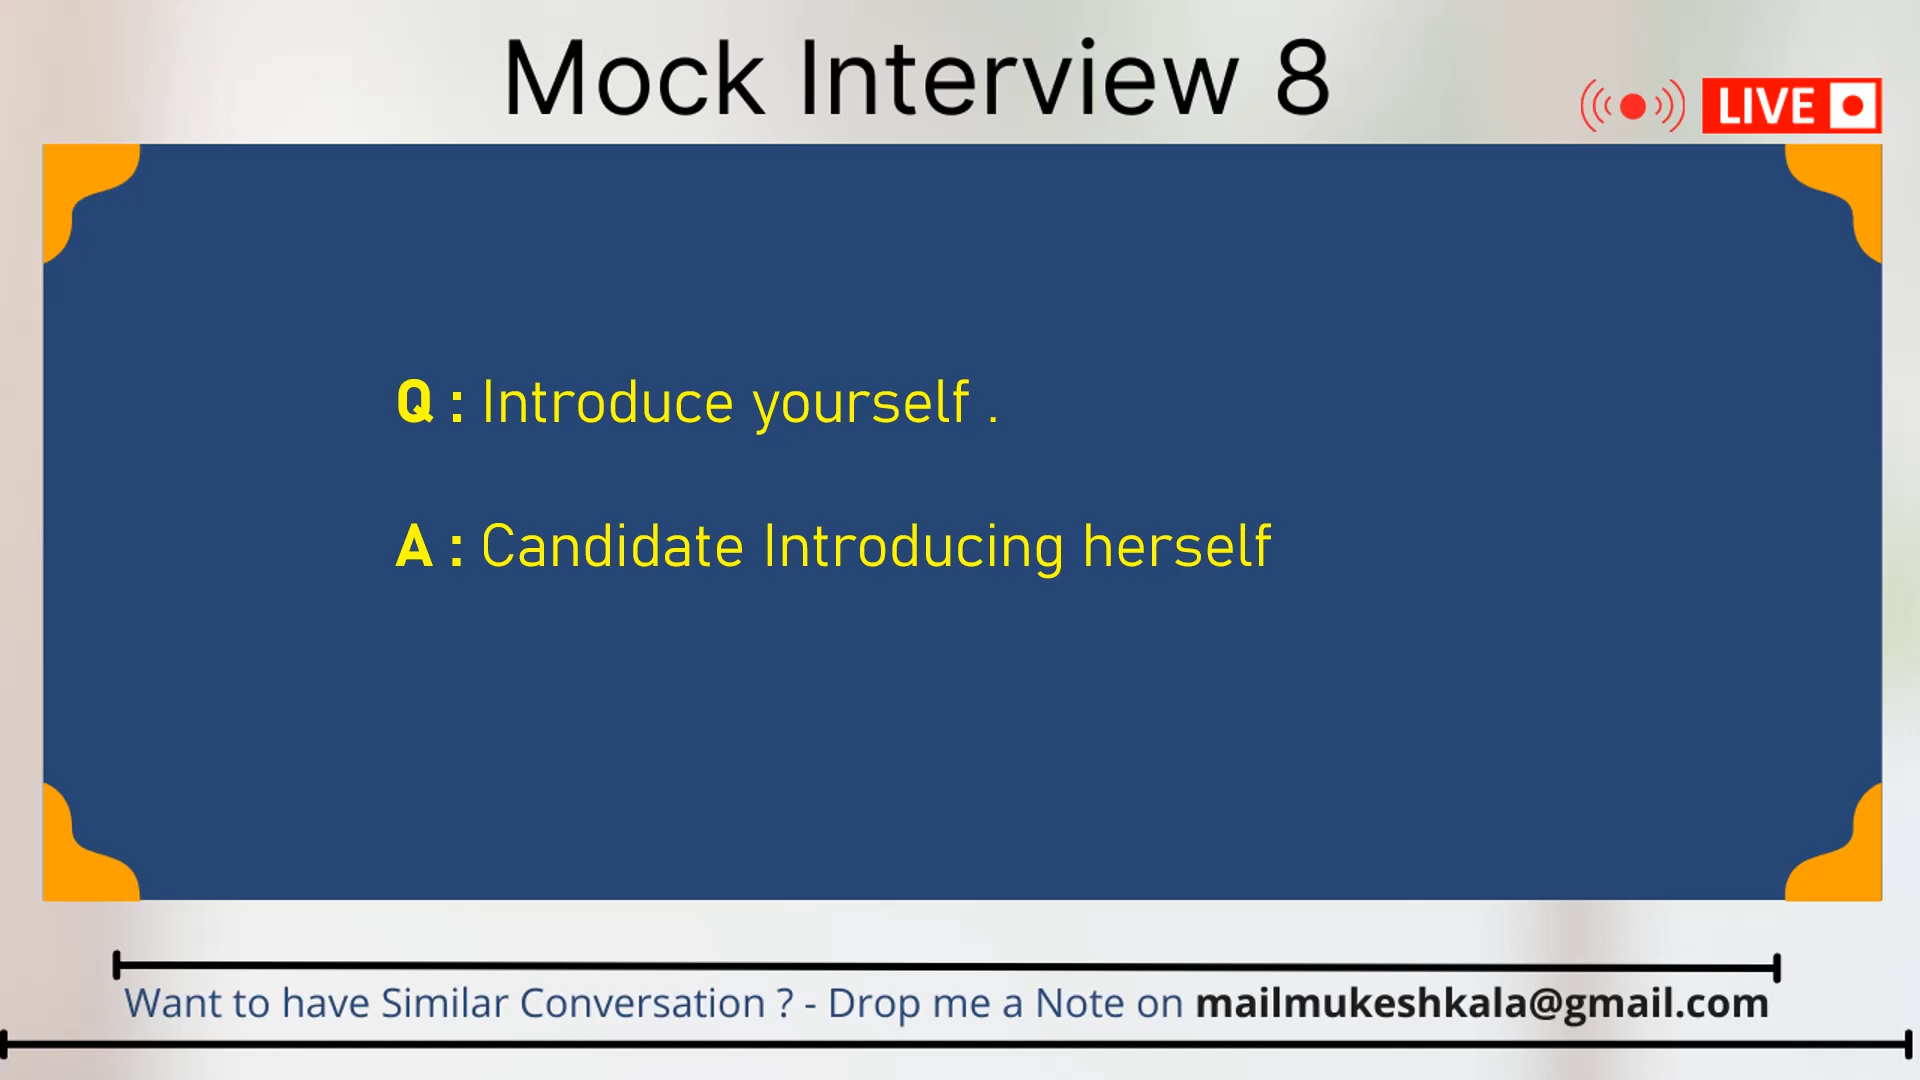 Mock Interview 8
LIVE
Q : Introduce yourself .
A : Candidate Introducing herself
Want to have Similar Conversation ? - Drop me a Note on mailmukeshkala@gmail.com